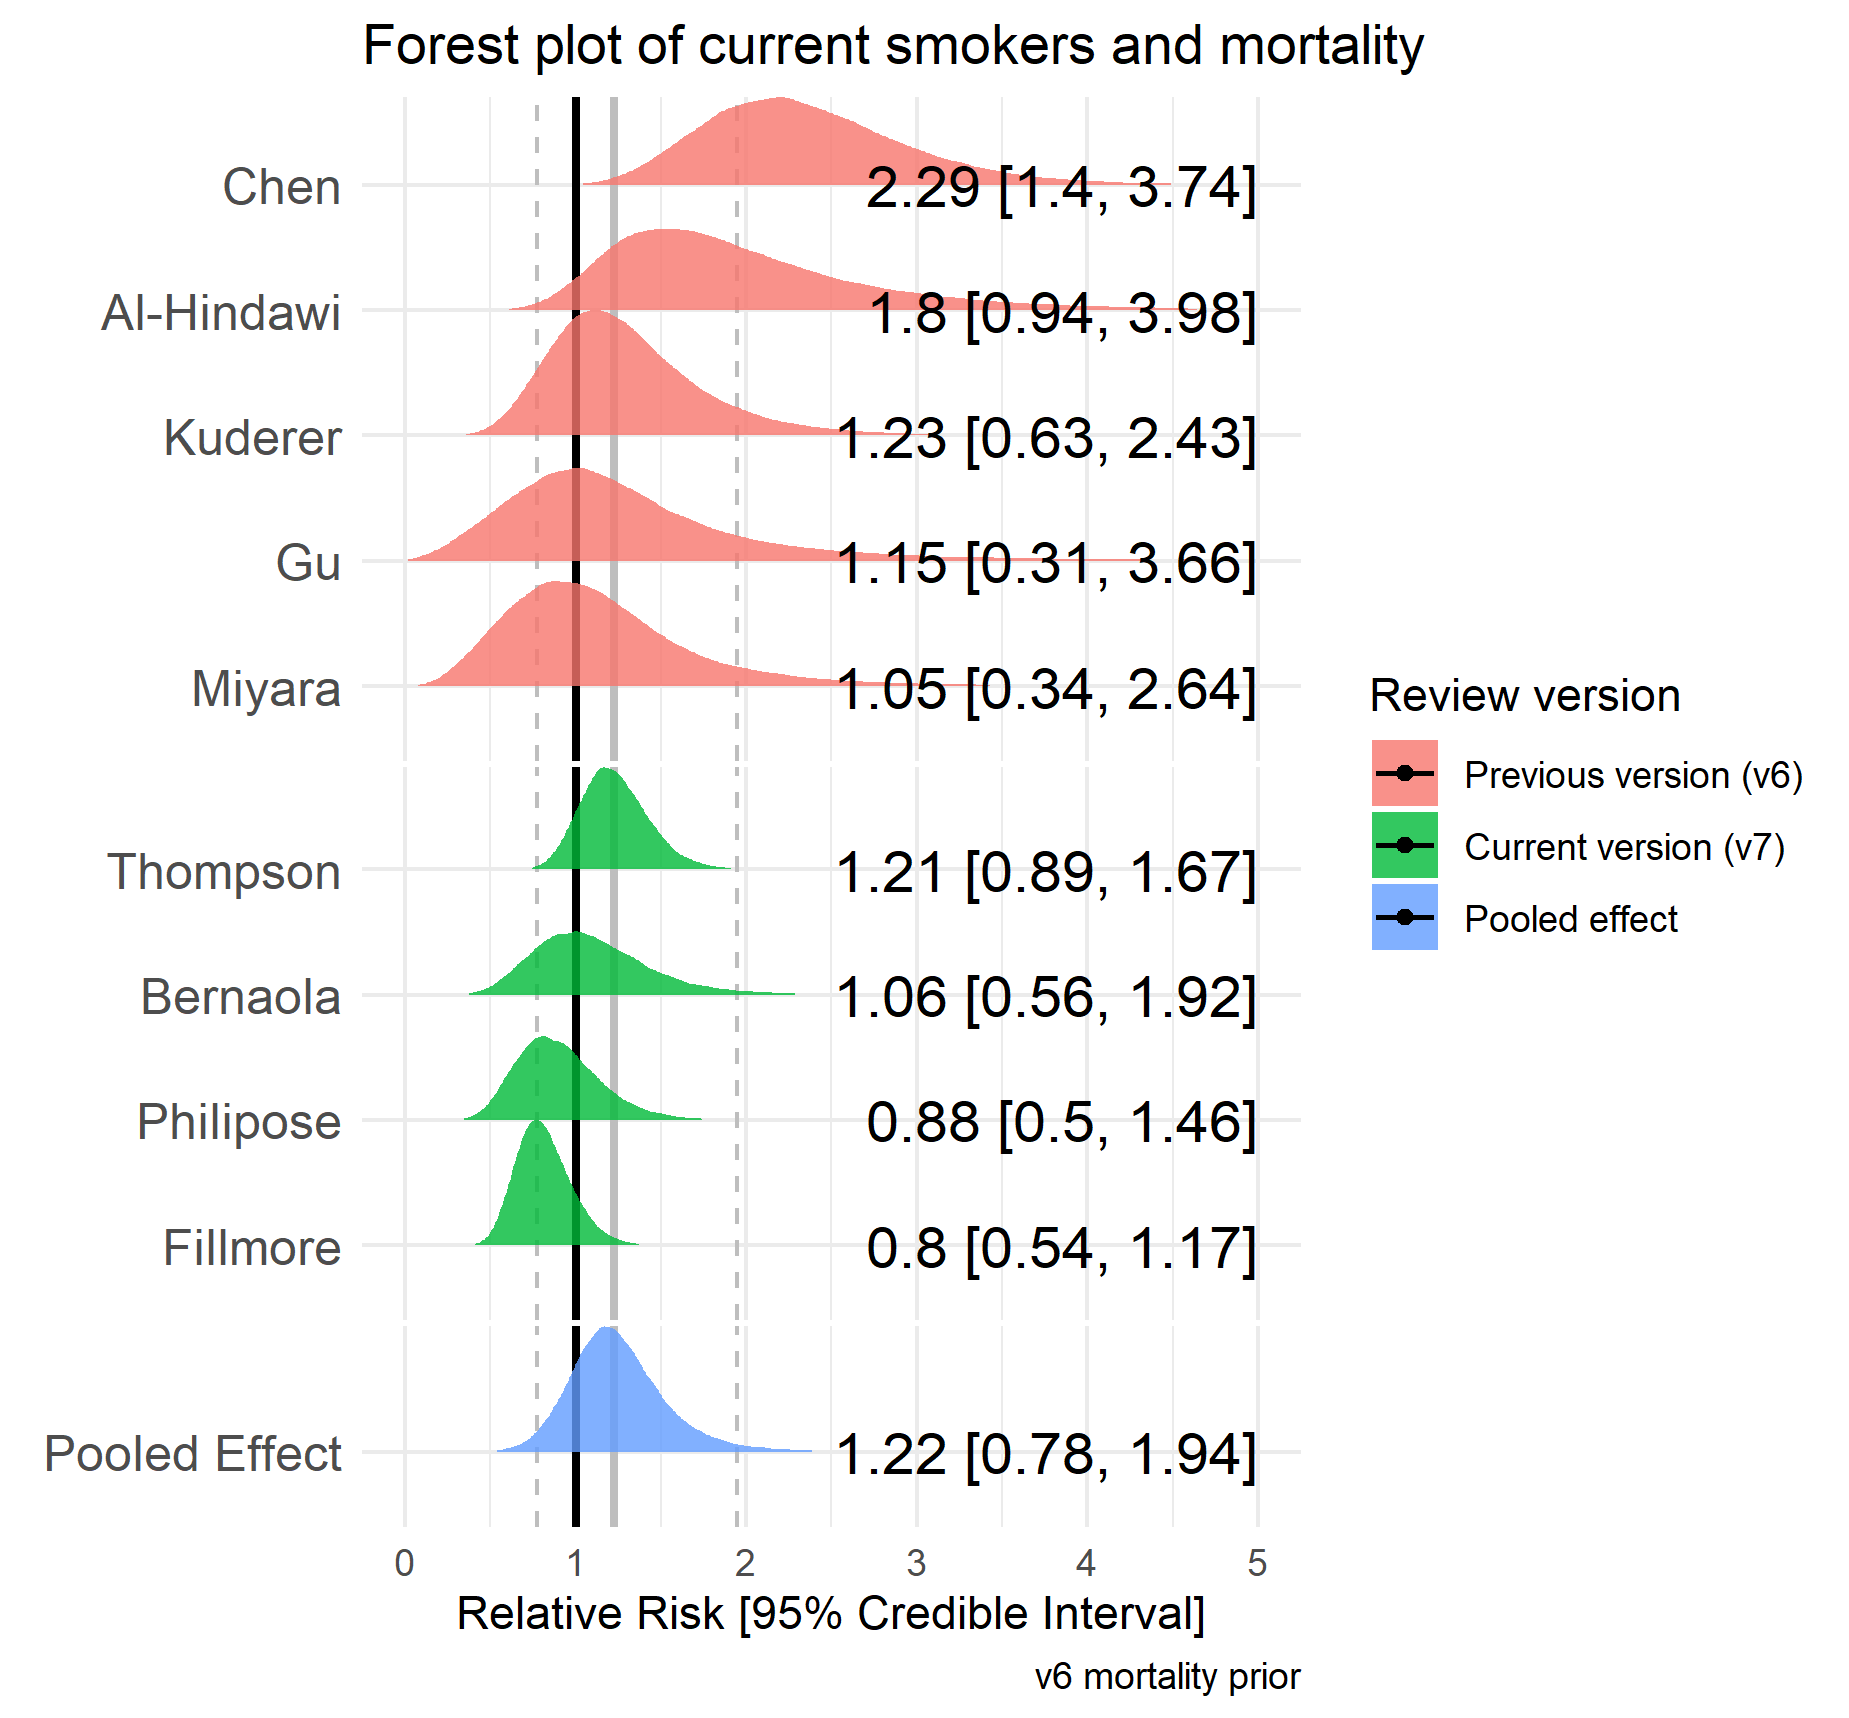 Forest plot of current smokers and mortality
Chen
2.29 [1.4, 3.74]
Al-Hindawi
1.8 [0.94, 3.98]
Kuderer
1.23 [0.63, 2.43]
Gu
1.15 [0.31, 3.66]
Miyara
1.05 [0.34, 2.64]
Thompson
1.21 [0.89, 1.67]
Bernaola
1.06 [0.56, 1.92]
Philipose
0.88 [0.5, 1.46]
Fillmore
0.8 [0.54, 1.17]
Pooled Effect
1.22 [0.78, 1.94]
0 1 2 3 4 5
Relative Risk [95% Credible Interval]
v6 mortality prior
Review version
Previous version (v6)
Current version (v7)
Pooled effect